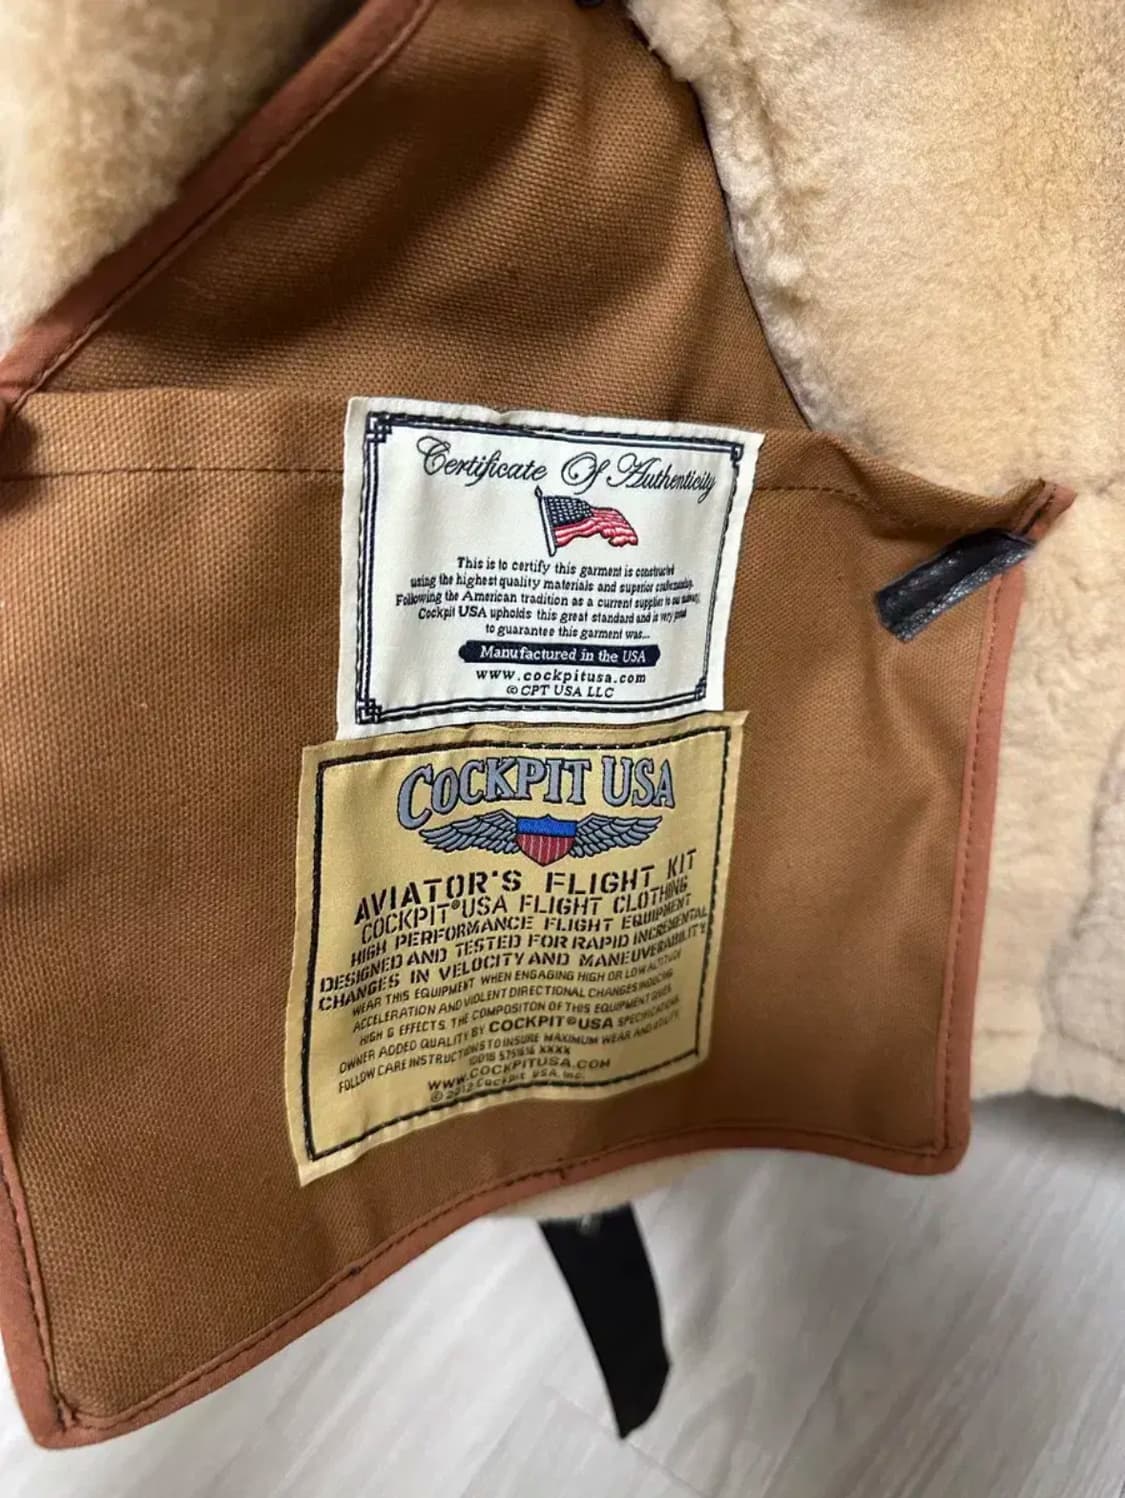 Certificate Of Authenticity
This is to certify this garment is constructed
using the highest quality materials and superior craftsmanship.
Following the American tradition as a current supplier to our military,
Cockpit USA upholds this great standard and is very proud
to guarantee this garment was...
Manufactured in the USA
www.cockpitusa.com
©CPT USA LLC
COCKPIT USA
AVIATOR'S FLIGHT KIT
COCKPIT®USA FLIGHT CLOTHING
HIGH PERFORMANCE FLIGHT EQUIPMENT
DESIGNED AND TESTED FOR RAPID INCREMENTAL
CHANGES IN VELOCITY AND MANEUVERABILITY
WEAR THIS EQUIPMENT WHEN ENGAGING HIGH OR LOW ALTITUDE
ACCELERATION AND VIOLENT DIRECTIONAL CHANGES INDUCING
HIGH G EFFECTS. THE COMPOSITON OF THIS EQUIPMENT GIVES
OWNER ADDED QUALITY BY COCKPIT®USA SPECIFICATIONS
FOLLOW CARE INSTRUCTIONS TO INSURE MAXIMUM WEAR AND UTILITY.
XXXX
WWW.COCKPITUSA.COM
© 2012 Cockpit USA, Inc.